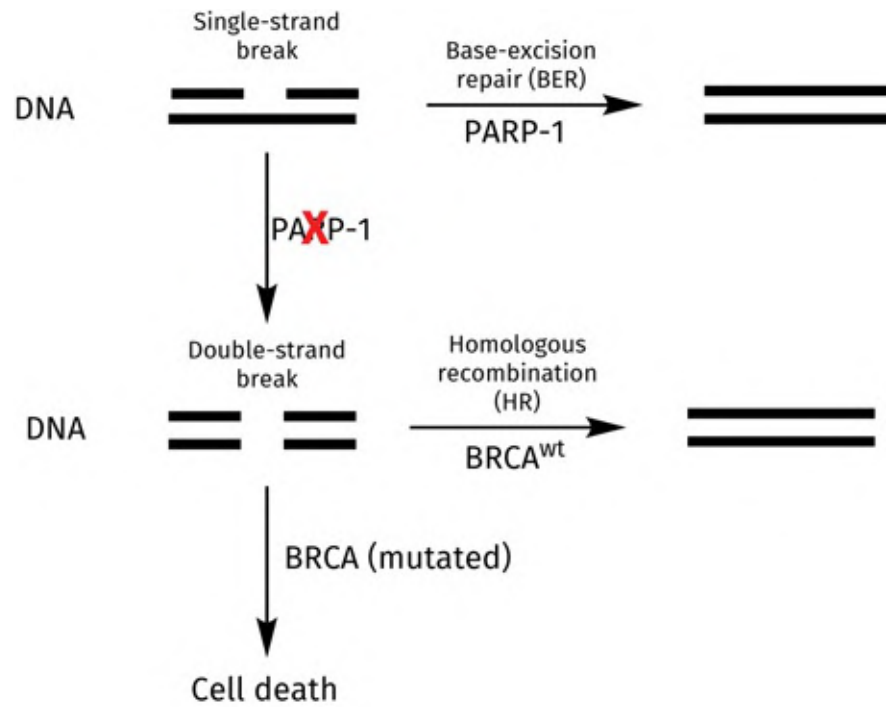 Single-strand
break
DNA
Base-excision
repair (BER)
PARP-1
PARP-1
Double-strand
break
DNA
Homologous
recombination
(HR)
BRCAwt
BRCA (mutated)
Cell death